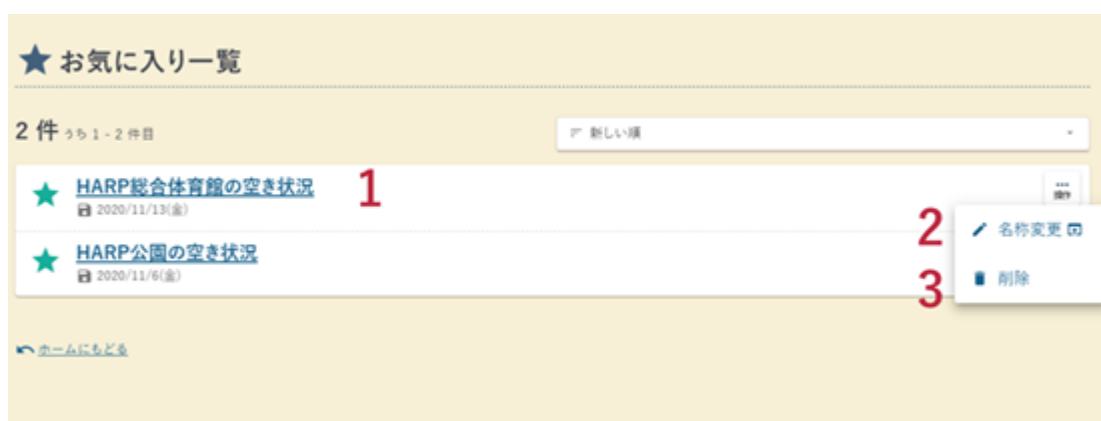 お気に入り一覧
2 件 うち 1 - 2 件目
新しい順
HARP総合体育館の空き状況
1
操作
2020/11/13(金)
2
名称変更
HARP公園の空き状況
2020/11/6(金)
3
削除
ホームにもどる